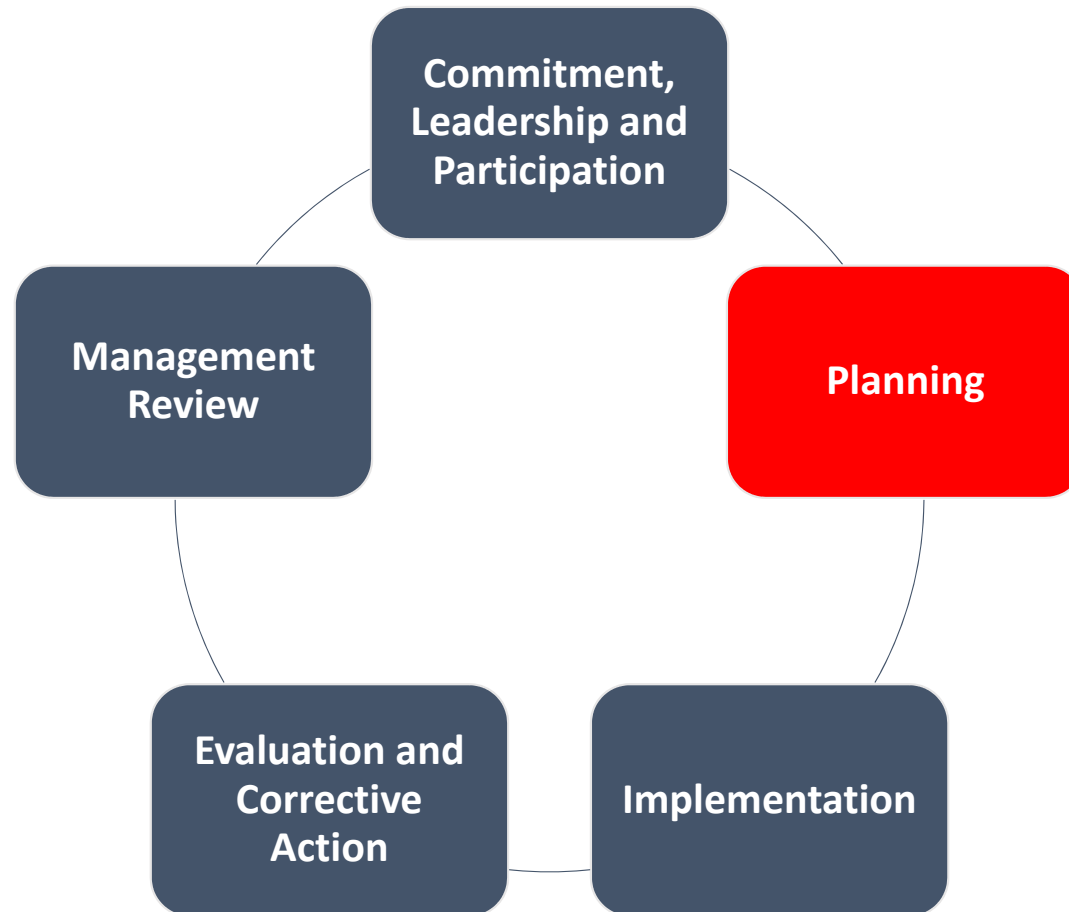 Commitment,
Leadership and
Participation
Management
Review
Planning
Evaluation and
Corrective
Action
Implementation